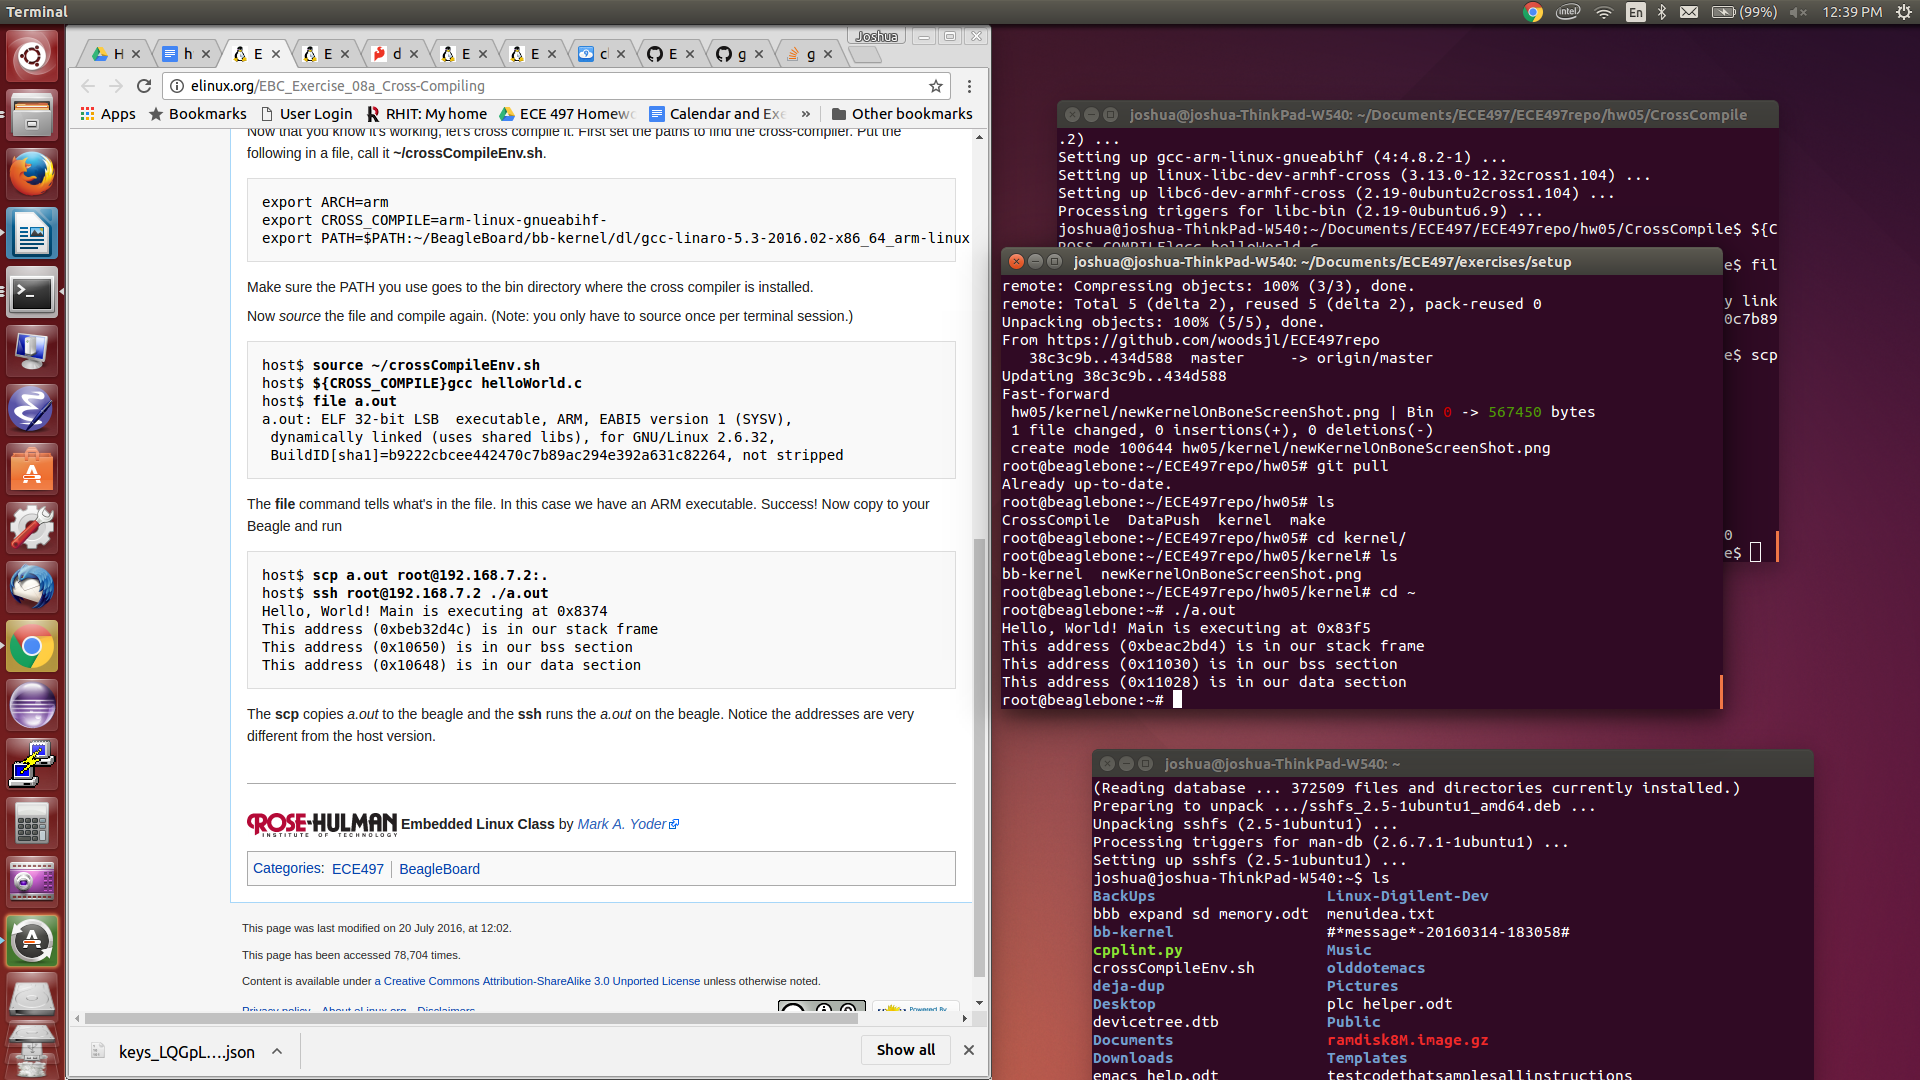 Terminal
En
(99%)
12:39 PM
Joshua
H
h
E
E
d
E
E
cl
E
g
g
elinux.org/EBC_Exercise_08a_Cross-Compiling
Apps
Bookmarks
User Login
RHIT: My home
ECE 497 Homew
Calendar and Exe
»
Other bookmarks
Now that you know it's working, let's cross compile it. First set the paths to find the cross-compiler. Put the
following in a file, call it ~/crossCompileEnv.sh.
export ARCH=arm
export CROSS_COMPILE=arm-linux-gnueabihf-
export PATH=$PATH:~/BeagleBoard/bb-kernel/dl/gcc-linaro-5.3-2016.02-x86_64_arm-linux
Make sure the PATH you use goes to the bin directory where the cross compiler is installed.
Now source the file and compile again. (Note: you only have to source once per terminal session.)
host$ source ~/crossCompileEnv.sh
host$ ${CROSS_COMPILE}gcc helloWorld.c
host$ file a.out
a.out: ELF 32-bit LSB  executable, ARM, EABI5 version 1 (SYSV),
dynamically linked (uses shared libs), for GNU/Linux 2.6.32,
BuildID[sha1]=b9222cbcee442470c7b89ac294e392a631c82264, not stripped
The file command tells what's in the file. In this case we have an ARM executable. Success! Now copy to your
Beagle and run
host$ scp a.out root@192.168.7.2:.
host$ ssh root@192.168.7.2 ./a.out
Hello, World! Main is executing at 0x8374
This address (0xbeb32d4c) is in our stack frame
This address (0x10650) is in our bss section
This address (0x10648) is in our data section
The scp copies a.out to the beagle and the ssh runs the a.out on the beagle. Notice the addresses are very
different from the host version.
ROSE-HULMAN
INSTITUTE OF TECHNOLOGY
Embedded Linux Class by Mark A. Yoder
Categories: ECE497 | BeagleBoard
This page was last modified on 20 July 2016, at 12:02.
This page has been accessed 78,704 times.
Content is available under a Creative Commons Attribution-ShareAlike 3.0 Unported License unless otherwise noted.
Privacy policy About eLinux.org Disclaimers
Powered By
keys_LQGpL....json
Show all
joshua@joshua-ThinkPad-W540: ~/Documents/ECE497/ECE497repo/hw05/CrossCompile
.2) ...
Setting up gcc-arm-linux-gnueabihf (4:4.8.2-1) ...
Setting up linux-libc-dev-armhf-cross (3.13.0-12.32cross1.104) ...
Setting up libc6-dev-armhf-cross (2.19-0ubuntu2cross1.104) ...
Processing triggers for libc-bin (2.19-0ubuntu6.9) ...
joshua@joshua-ThinkPad-W540:~/Documents/ECE497/ECE497repo/hw05/CrossCompile$ ${C
ROSS_COMPILE}gcc helloWorld.c
e$ fil
y link
0c7b89
e$ scp
0
e$
joshua@joshua-ThinkPad-W540: ~/Documents/ECE497/exercises/setup
remote: Compressing objects: 100% (3/3), done.
remote: Total 5 (delta 2), reused 5 (delta 2), pack-reused 0
Unpacking objects: 100% (5/5), done.
From https://github.com/woodsjl/ECE497repo
38c3c9b..434d588  master     -> origin/master
Updating 38c3c9b..434d588
Fast-forward
hw05/kernel/newKernelOnBoneScreenShot.png | Bin 0 -> 567450 bytes
1 file changed, 0 insertions(+), 0 deletions(-)
create mode 100644 hw05/kernel/newKernelOnBoneScreenShot.png
root@beaglebone:~/ECE497repo/hw05# git pull
Already up-to-date.
root@beaglebone:~/ECE497repo/hw05# ls
CrossCompile  DataPush  kernel  make
root@beaglebone:~/ECE497repo/hw05# cd kernel/
root@beaglebone:~/ECE497repo/hw05/kernel# ls
bb-kernel  newKernelOnBoneScreenShot.png
root@beaglebone:~/ECE497repo/hw05/kernel# cd ~
root@beaglebone:~# ./a.out
Hello, World! Main is executing at 0x83f5
This address (0xbeac2bd4) is in our stack frame
This address (0x11030) is in our bss section
This address (0x11028) is in our data section
root@beaglebone:~#
joshua@joshua-ThinkPad-W540: ~
(Reading database ... 372509 files and directories currently installed.)
Preparing to unpack .../sshfs_2.5-1ubuntu1_amd64.deb ...
Unpacking sshfs (2.5-1ubuntu1) ...
Processing triggers for man-db (2.6.7.1-1ubuntu1) ...
Setting up sshfs (2.5-1ubuntu1) ...
joshua@joshua-ThinkPad-W540:~$ ls
BackUps  Linux-Digilent-Dev
bbb expand sd memory.odt  menuidea.txt
bb-kernel  #*message*-20160314-183058#
cpplint.py  Music
crossCompileEnv.sh  olddotemacs
deja-dup  Pictures
Desktop  plc helper.odt
devicetree.dtb  Public
Documents  ramdisk8M.image.gz
Downloads  Templates
emacs help.odt  testcodethatsamplesallinstructions